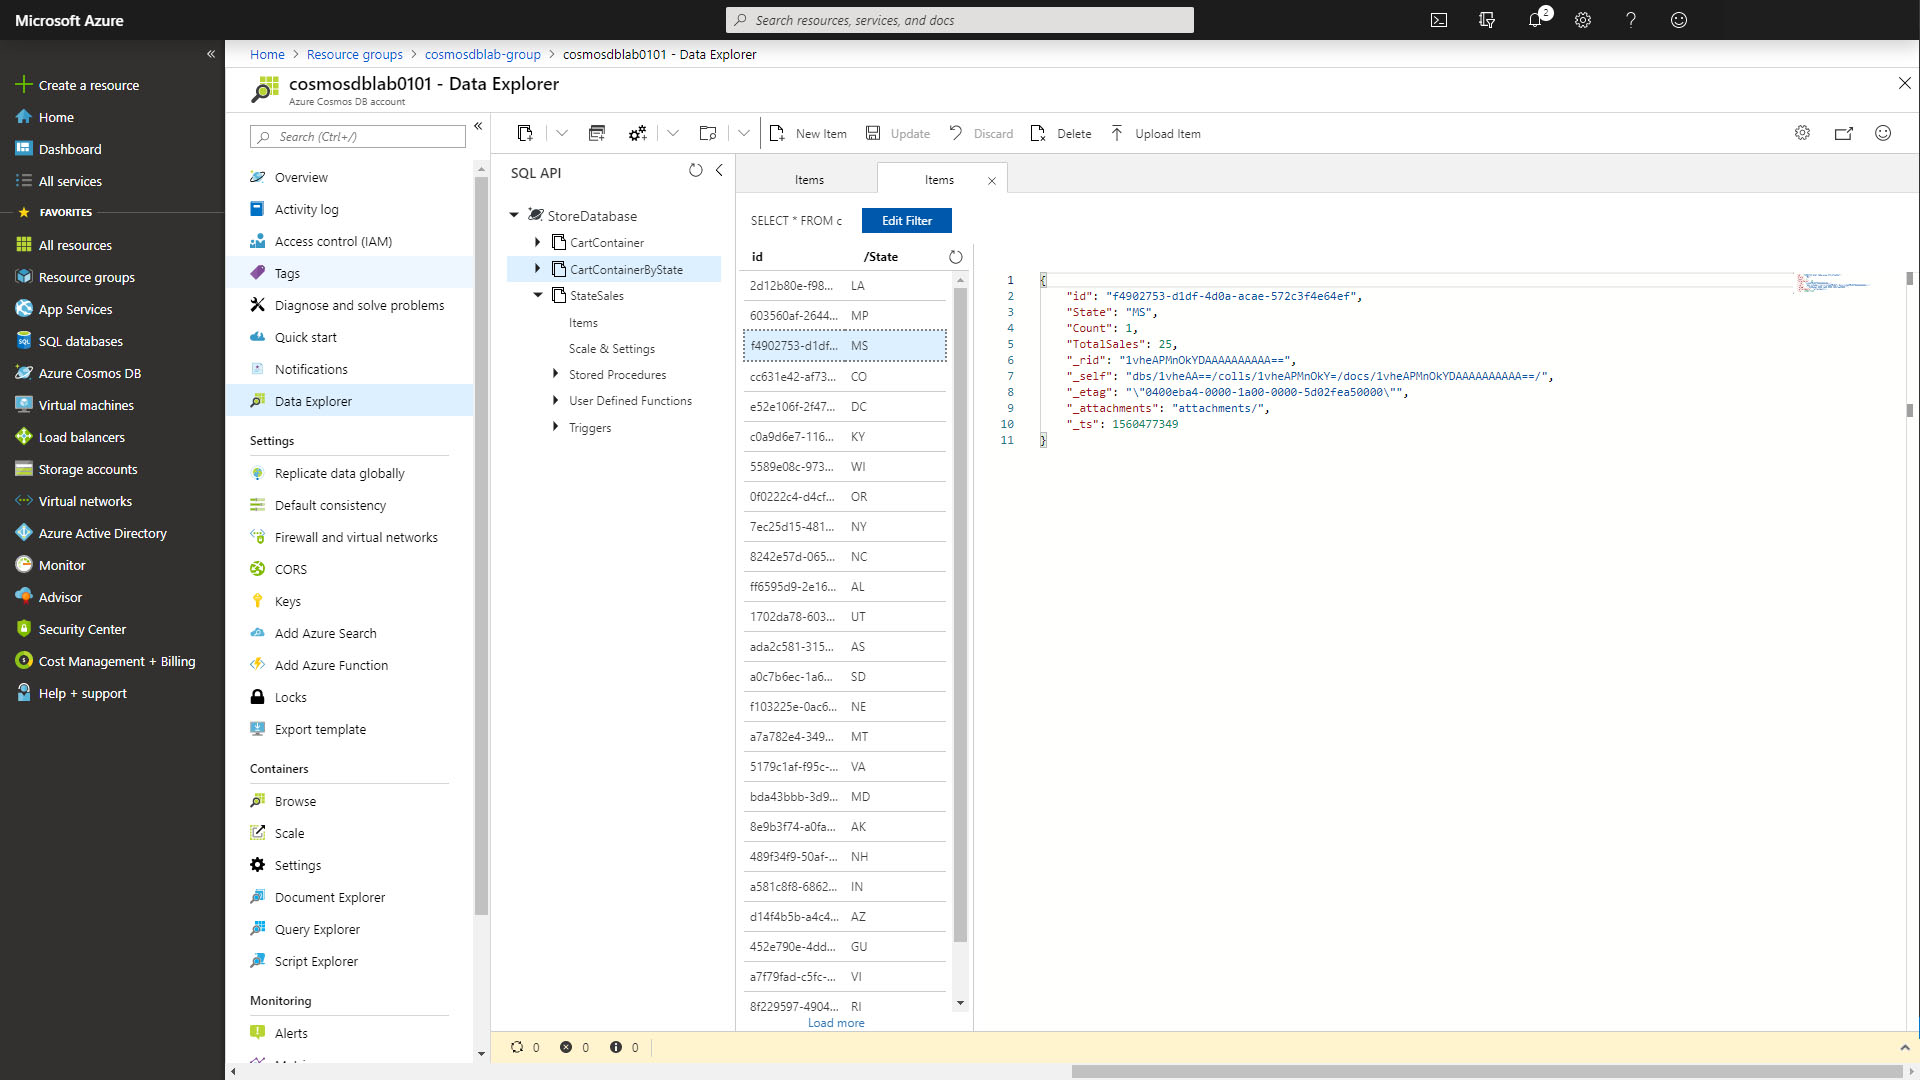 Microsoft Azure
Search resources, services, and docs
2
Home > Resource groups > cosmosdblab-group > cosmosdblab0101 - Data Explorer
cosmosdblab0101 - Data Explorer
Azure Cosmos DB account
Create a resource
Home
Dashboard
All services
FAVORITES
All resources
Resource groups
App Services
SQL databases
Azure Cosmos DB
Virtual machines
Load balancers
Storage accounts
Virtual networks
Azure Active Directory
Monitor
Advisor
Security Center
Cost Management + Billing
Help + support
Search (Ctrl+/)
Overview
Activity log
Access control (IAM)
Tags
Diagnose and solve problems
Quick start
Notifications
Data Explorer
Settings
Replicate data globally
Default consistency
Firewall and virtual networks
CORS
Keys
Add Azure Search
Add Azure Function
Locks
Export template
Containers
Browse
Scale
Settings
Document Explorer
Query Explorer
Script Explorer
Monitoring
Alerts
New Item Update Discard Delete Upload Item
SQL API
StoreDatabase
CartContainer
CartContainerByState
StateSales
Items
Scale & Settings
Stored Procedures
User Defined Functions
Triggers
Items Items
SELECT * FROM c Edit Filter
id /State
2d12b80e-f98... LA
603560af-2644... MP
f4902753-d1df... MS
cc631e42-af73... CO
e52e106f-2f47... DC
c0a9d6e7-116... KY
5589e08c-973... WI
0f0222c4-d4cf... OR
7ec25d15-481... NY
8242e57d-065... NC
ff6595d9-2e16... AL
1702da78-603... UT
ada2c581-315... AS
a0c7b6ec-1a6... SD
f103225e-0ac6... NE
a7a782e4-349... MT
5179c1af-f95c-... VA
bda43bbb-3d9... MD
8e9b3f74-a0fa... AK
489f34f9-50af-... NH
a581c8f8-6862... IN
d14f4b5b-a4c4... AZ
452e790e-4dd... GU
a7f79fad-c5fc-... VI
8f229597-4904... RI
Load more
1 {
2 "id": "f4902753-d1df-4d0a-acae-572c3f4e64ef",
3 "State": "MS",
4 "Count": 1,
5 "TotalSales": 25,
6 "_rid": "1vheAPMnOkYDAAAAAAAAAA==",
7 "_self": "dbs/1vheAA==/colls/1vheAPMnOkY=/docs/1vheAPMnOkYDAAAAAAAAAA==/",
8 "_etag": "\"0400eba4-0000-1a00-0000-5d02fea50000\"",
9 "_attachments": "attachments/",
10 "_ts": 1560477349
11 }
0 0 0